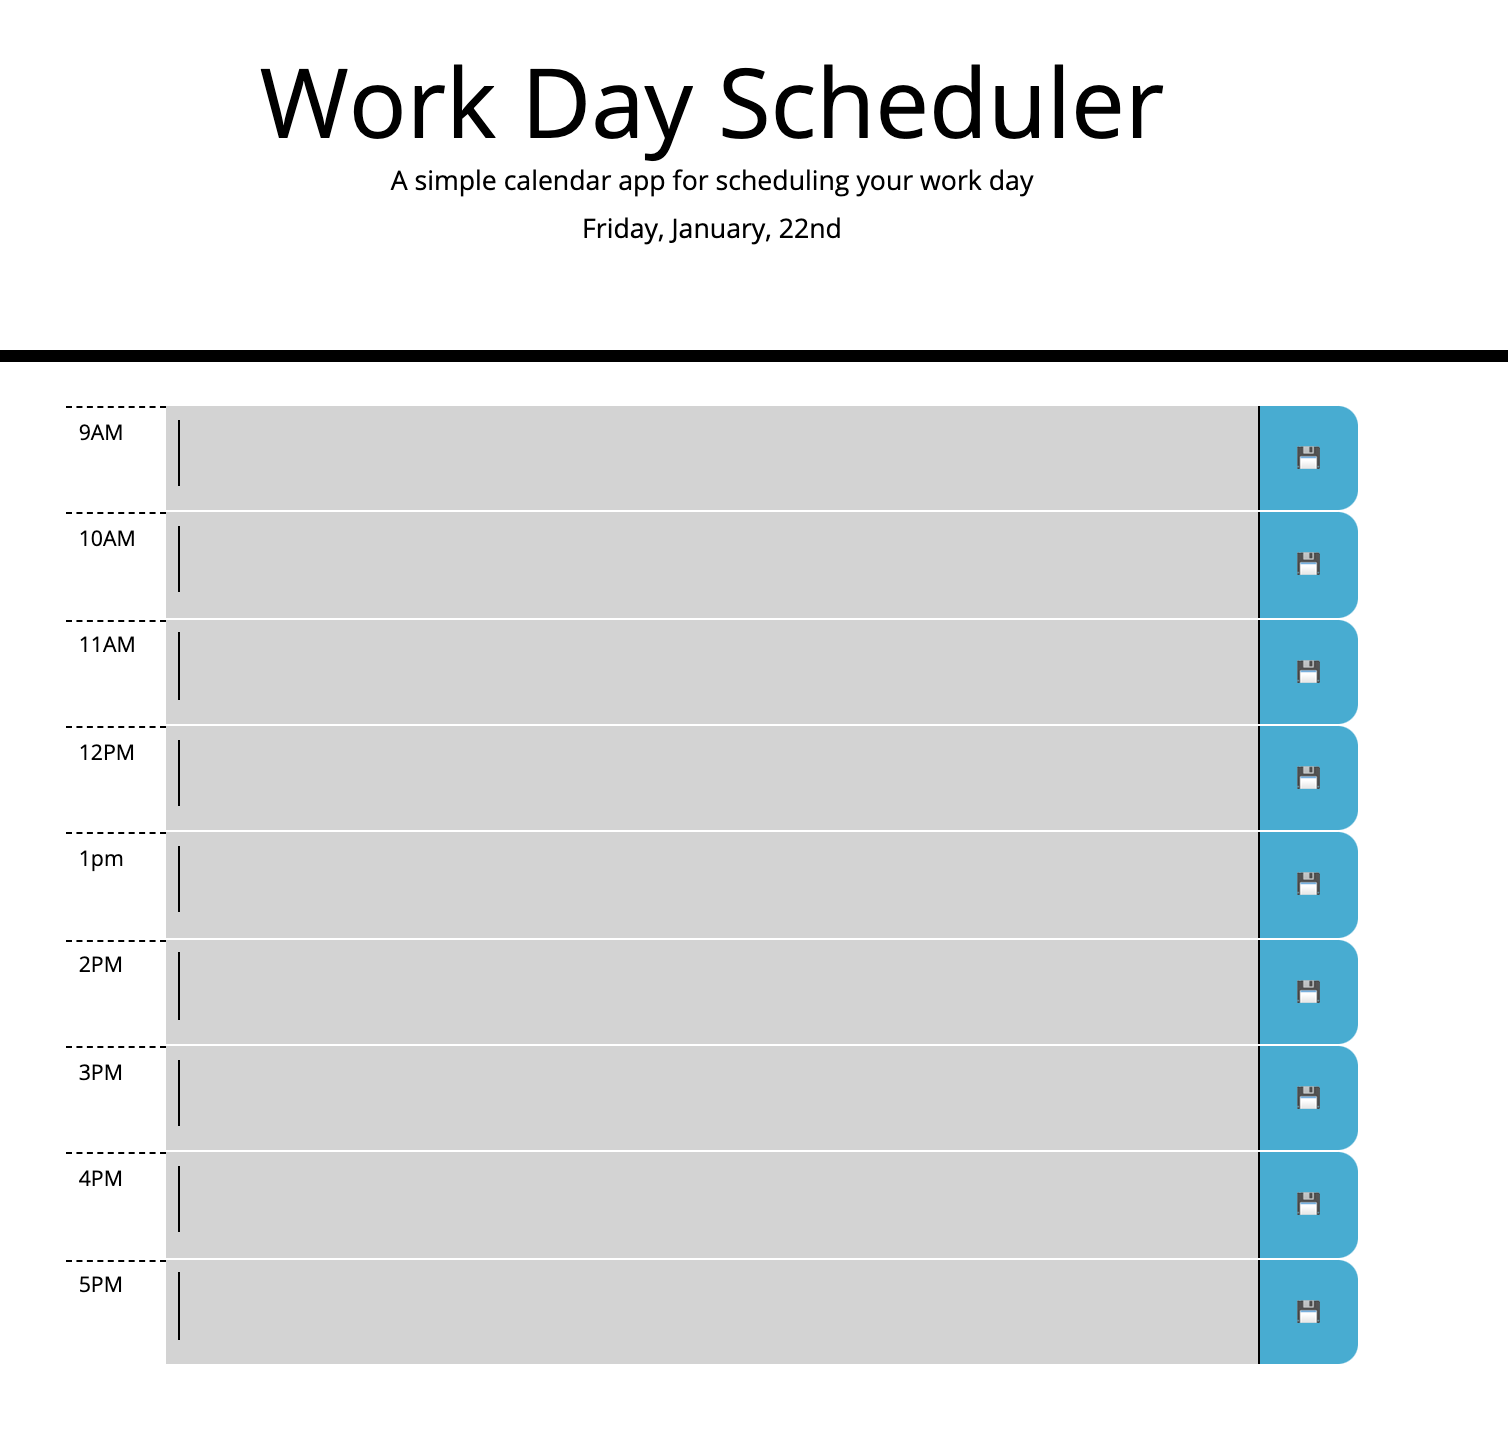 Work Day Scheduler
A simple calendar app for scheduling your work day
Friday, January, 22nd
9AM
10AM
11AM
12PM
1pm
2PM
3PM
4PM
5PM